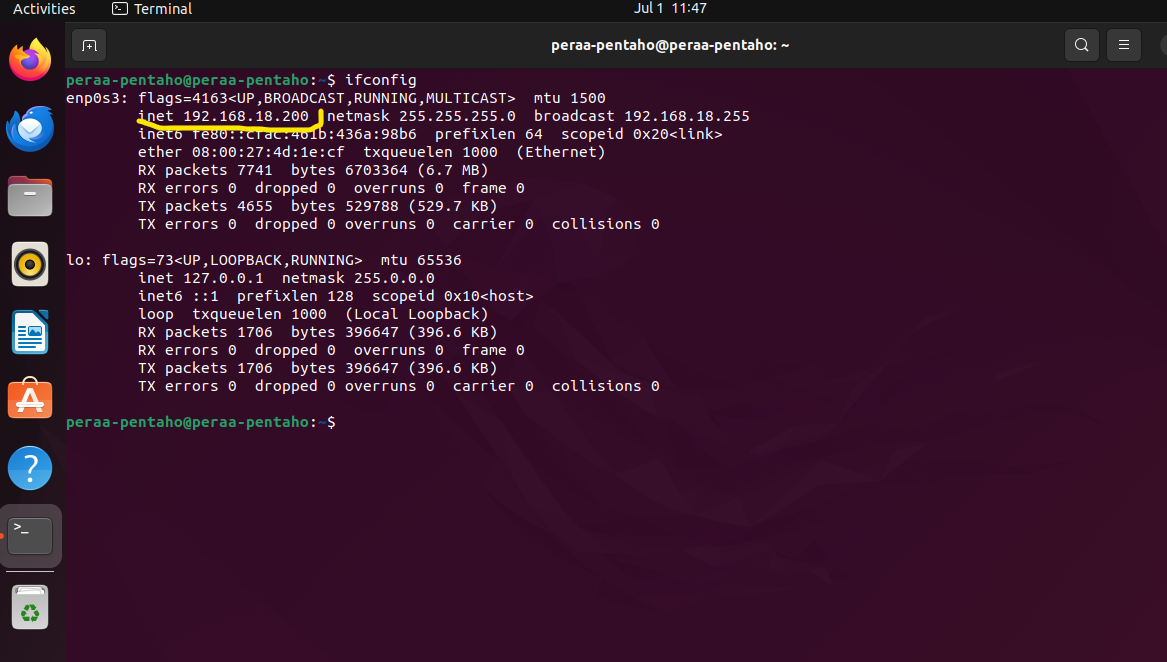 Activities Terminal Jul 1 11:47
peraa-pentaho@peraa-pentaho: ~
peraa-pentaho@peraa-pentaho:~$ ifconfig
enp0s3: flags=4163<UP,BROADCAST,RUNNING,MULTICAST>  mtu 1500
inet 192.168.18.200  netmask 255.255.255.0  broadcast 192.168.18.255
inet6 fe80::cfac:461b:436a:98b6  prefixlen 64  scopeid 0x20<link>
ether 08:00:27:4d:1e:cf  txqueuelen 1000  (Ethernet)
RX packets 7741  bytes 6703364 (6.7 MB)
RX errors 0  dropped 0  overruns 0  frame 0
TX packets 4655  bytes 529788 (529.7 KB)
TX errors 0  dropped 0 overruns 0  carrier 0  collisions 0
lo: flags=73<UP,LOOPBACK,RUNNING>  mtu 65536
inet 127.0.0.1  netmask 255.0.0.0
inet6 ::1  prefixlen 128  scopeid 0x10<host>
loop  txqueuelen 1000  (Local Loopback)
RX packets 1706  bytes 396647 (396.6 KB)
RX errors 0  dropped 0  overruns 0  frame 0
TX packets 1706  bytes 396647 (396.6 KB)
TX errors 0  dropped 0 overruns 0  carrier 0  collisions 0
peraa-pentaho@peraa-pentaho:~$